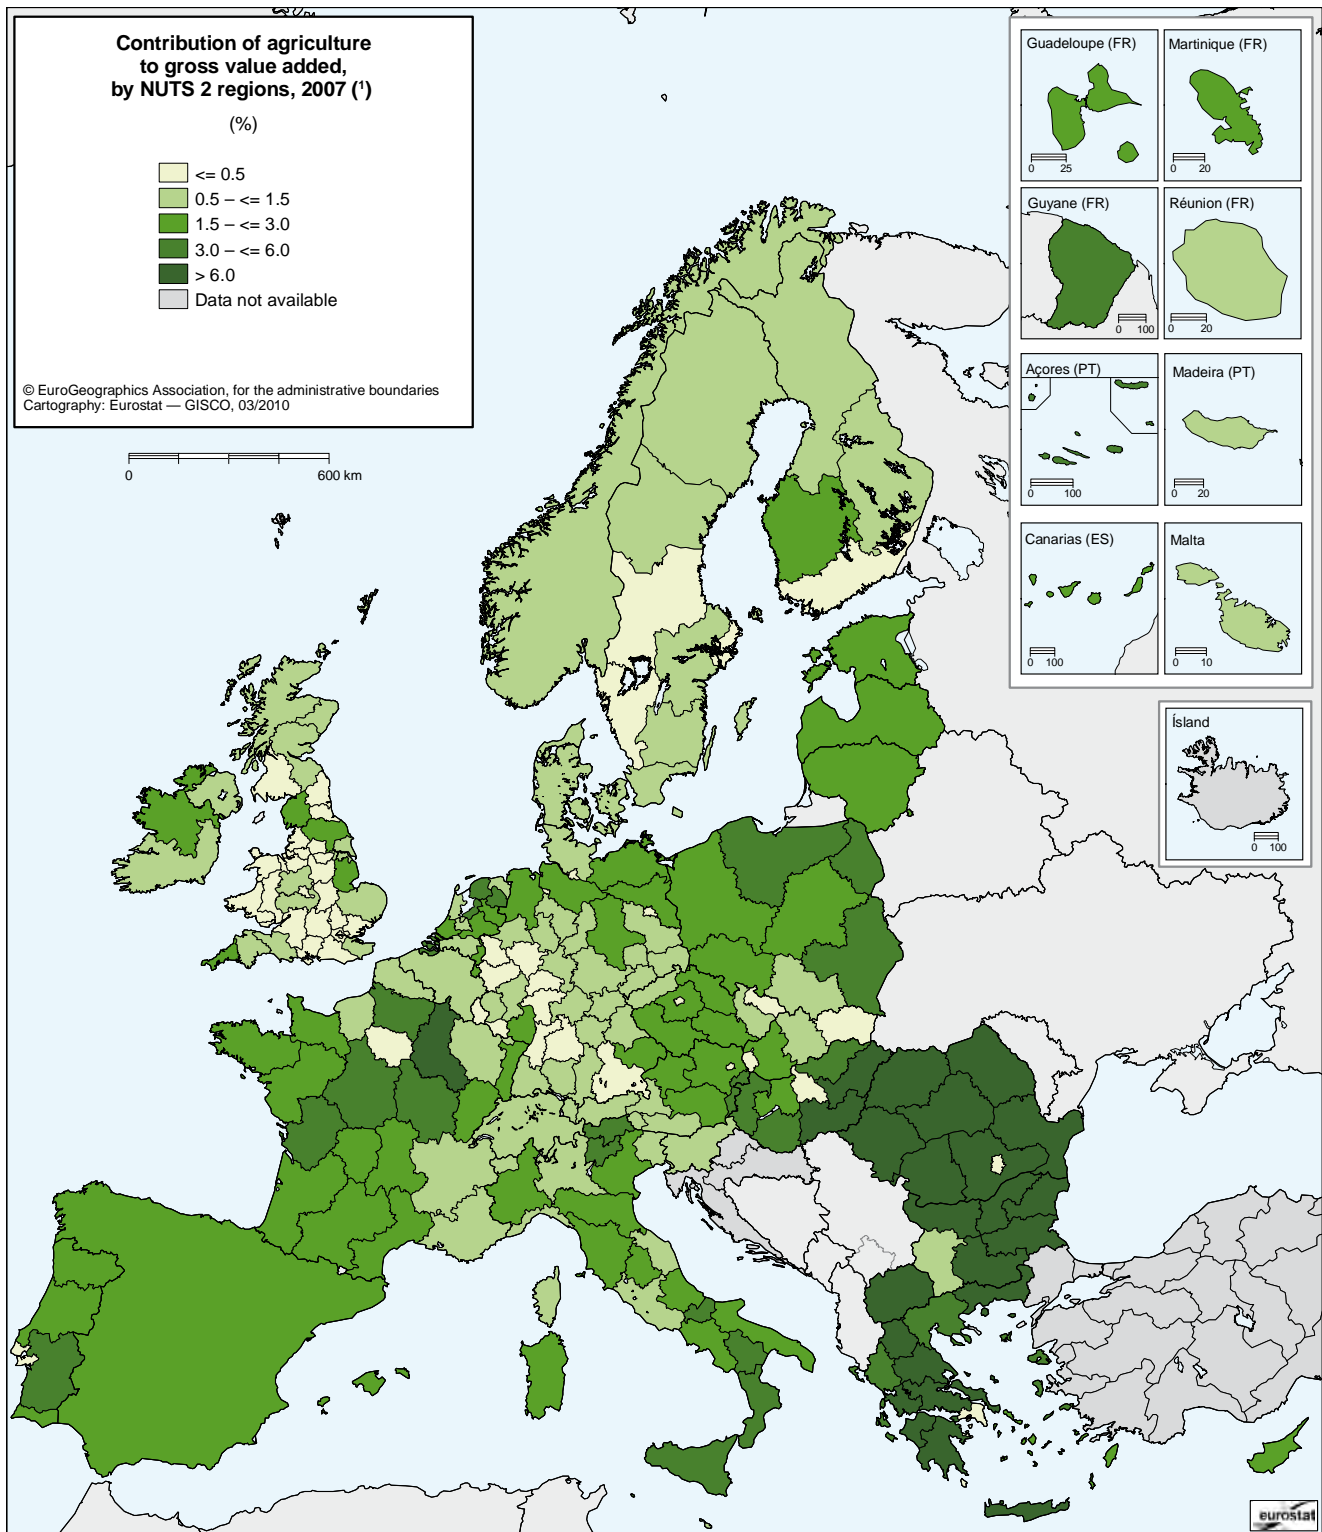 Contribution of agriculture
to gross value added,
by NUTS 2 regions, 2007 (¹)
(%)
<= 0.5
0.5 – <= 1.5
1.5 – <= 3.0
3.0 – <= 6.0
> 6.0
Data not available
© EuroGeographics Association, for the administrative boundaries
Cartography: Eurostat — GISCO, 03/2010
0 600 km
Guadeloupe (FR)
0 25
Martinique (FR)
0 20
Guyane (FR)
0 100
Réunion (FR)
0 20
Açores (PT)
0 100
Madeira (PT)
0 20
Canarias (ES)
0 100
Malta
0 10
Ísland
0 100
eurostat